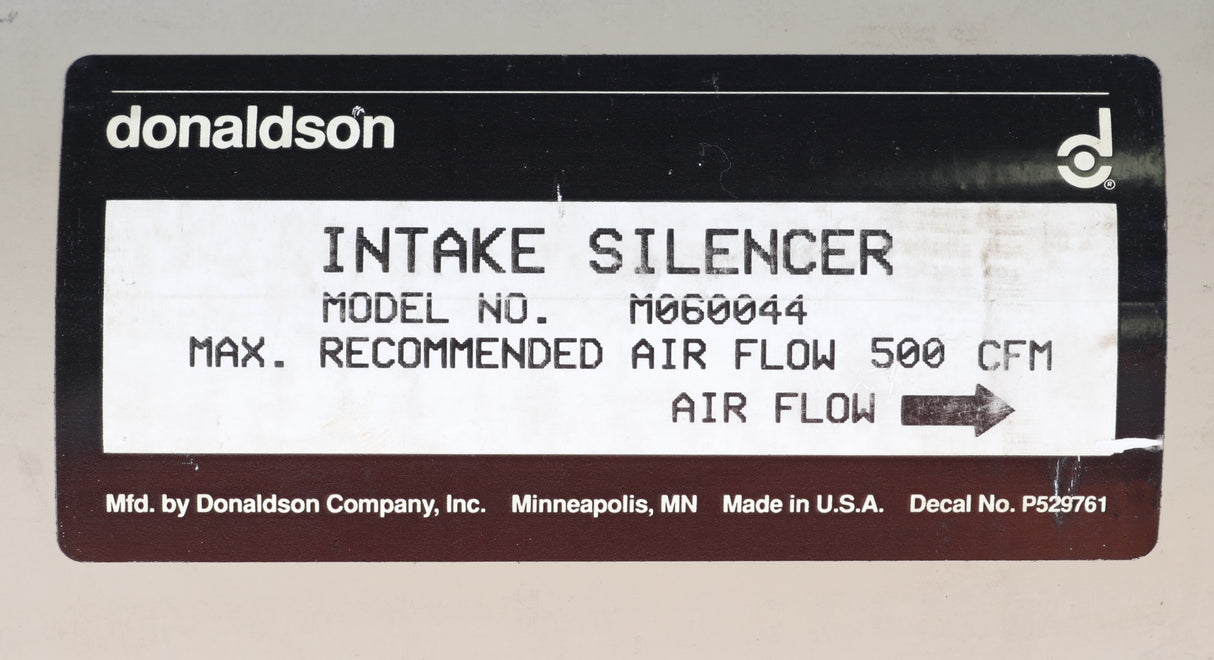 donaldson
d®
INTAKE SILENCER
MODEL NO. M060044
MAX. RECOMMENDED AIR FLOW 500 CFM
AIR FLOW
Mfd. by Donaldson Company, Inc. Minneapolis, MN Made in U.S.A. Decal No. P529761